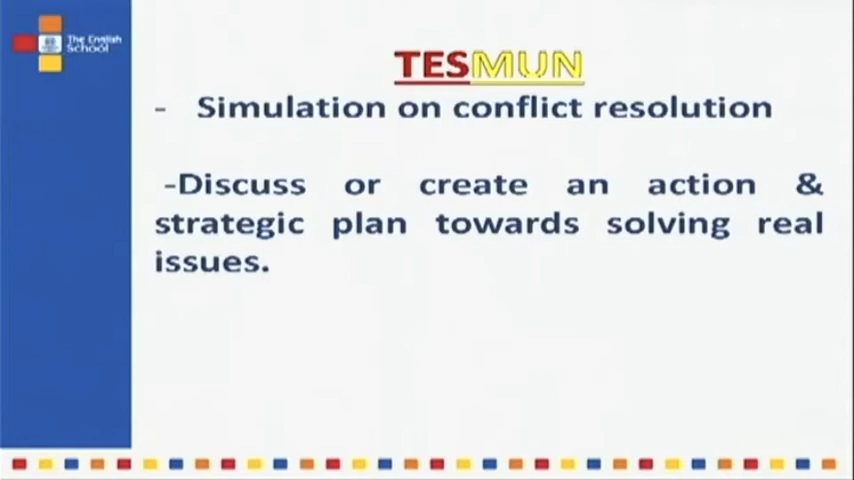 The English
School
TESMUN
- Simulation on conflict resolution
-Discuss or create an action &
strategic plan towards solving real
issues.